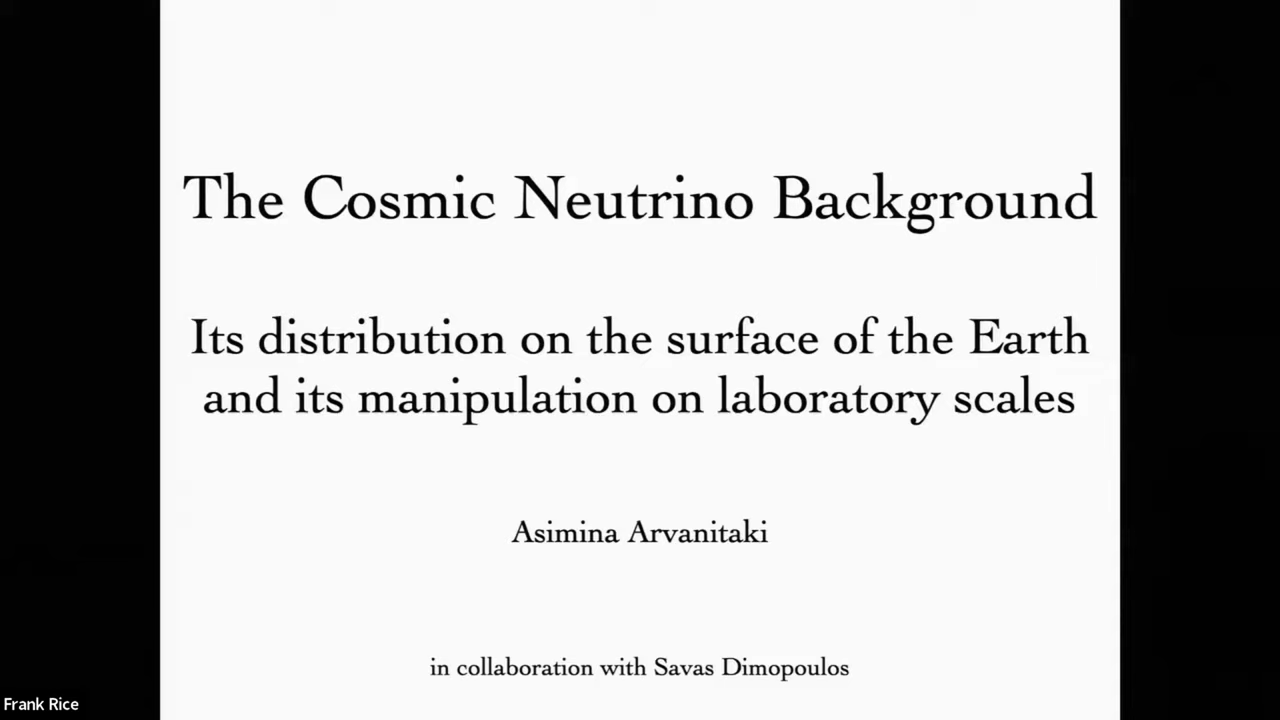 The Cosmic Neutrino Background
Its distribution on the surface of the Earth
and its manipulation on laboratory scales
Asimina Arvanitaki
in collaboration with Savas Dimopoulos
Frank Rice